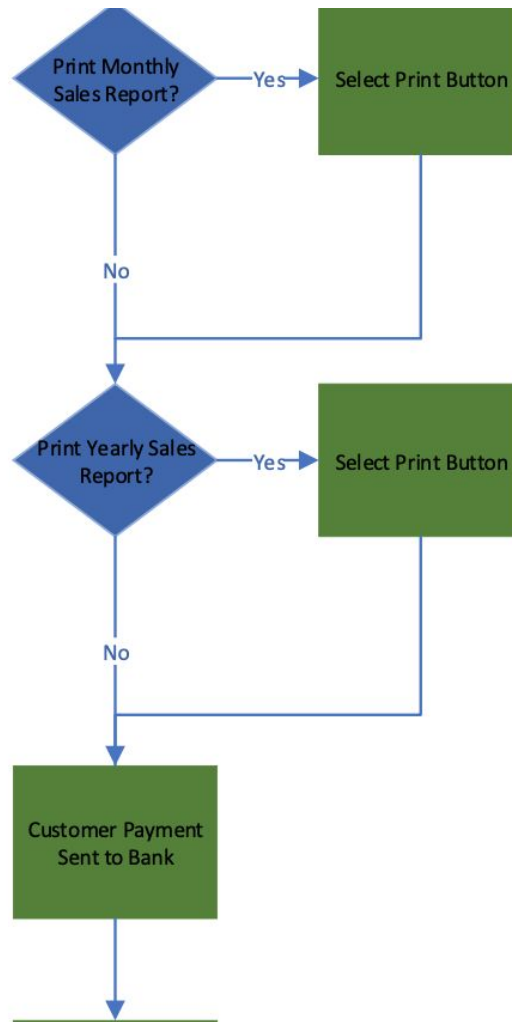 Print Monthly
Sales Report?
Yes
Select Print Button
No
Print Yearly Sales
Report?
Yes
Select Print Button
No
Customer Payment
Sent to Bank